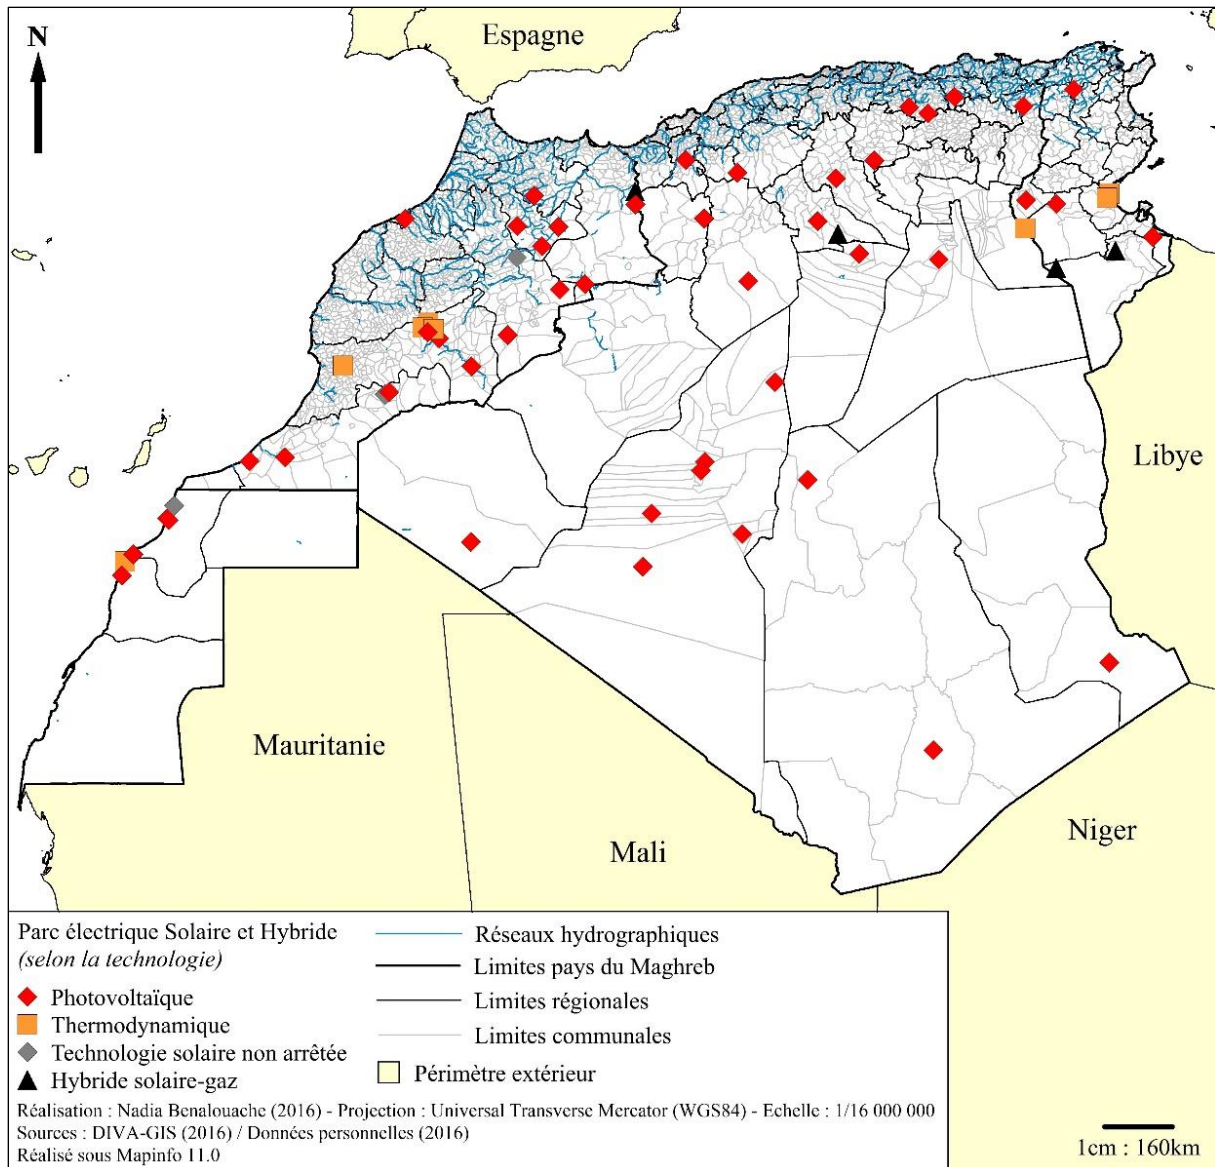 N
Espagne
Libye
Mauritanie
Niger
Mali
Parc électrique Solaire et Hybride
(selon la technologie)
Photovoltaïque
Thermodynamique
Technologie solaire non arrêtée
Hybride solaire-gaz
Réseaux hydrographiques
Limites pays du Maghreb
Limites régionales
Limites communales
Périmètre extérieur
Réalisation : Nadia Benalouache (2016) - Projection : Universal Transverse Mercator (WGS84) - Echelle : 1/16 000 000
Sources : DIVA-GIS (2016) / Données personnelles (2016)
Réalisé sous Mapinfo 11.0
1cm : 160km